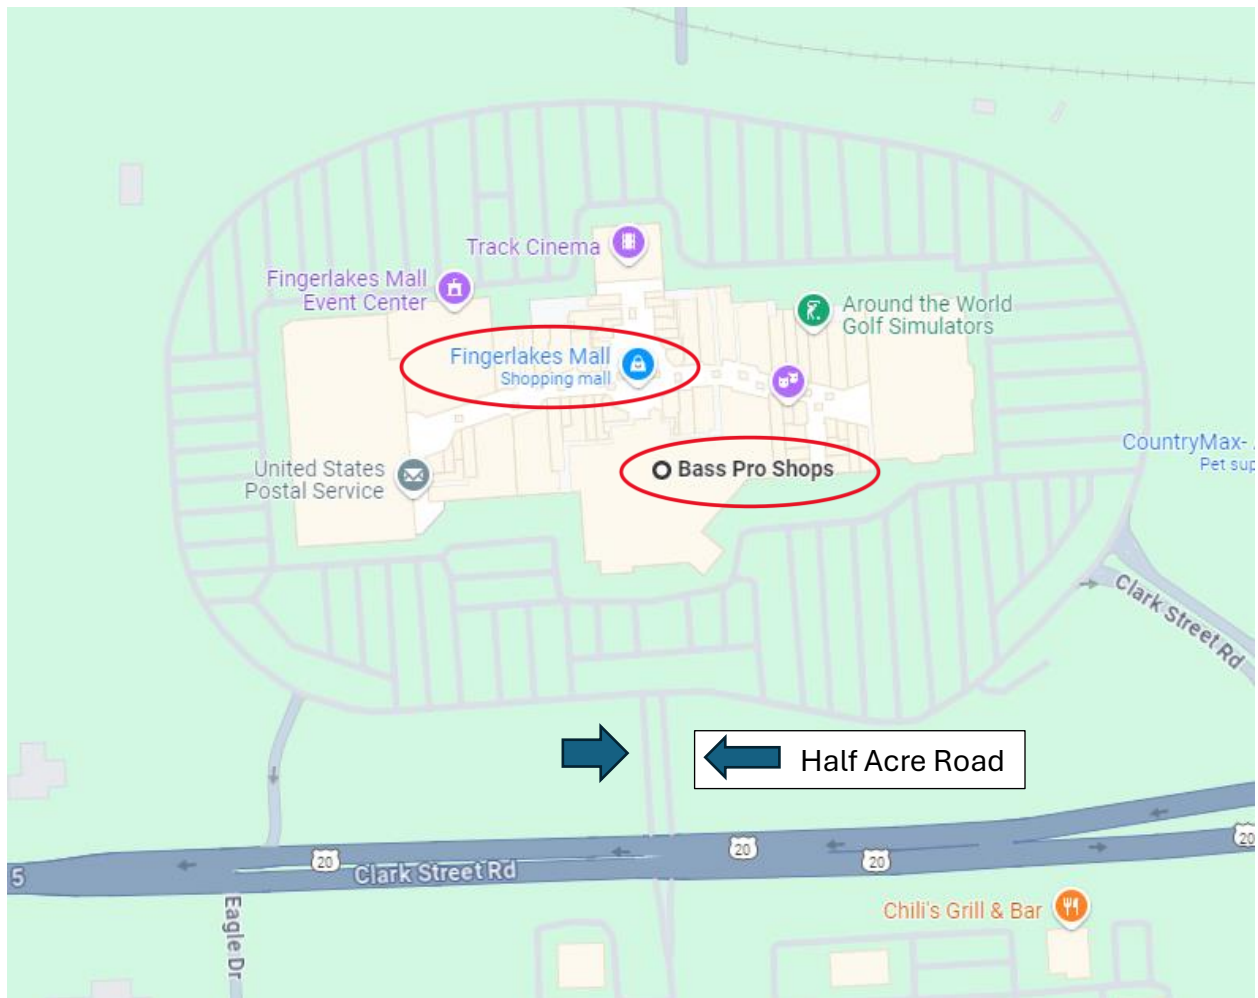 Track Cinema
Fingerlakes Mall
Event Center
Around the World
Golf Simulators
Fingerlakes Mall
Shopping mall
CountryMax-
Pet sup
United States
Postal Service
Bass Pro Shops
Clark Street Rd
Half Acre Road
20
20
20
20
5
Clark Street Rd
Eagle Dr
Chili's Grill & Bar